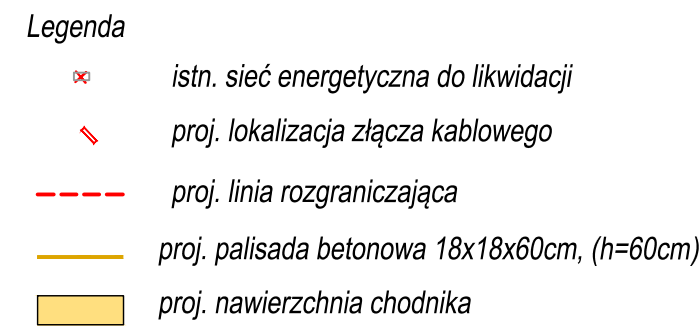 Legenda
istn. sieć energetyczna do likwidacji
proj. lokalizacja złącza kablowego
proj. linia rozgraniczająca
proj. palisada betonowa 18x18x60cm, (h=60cm)
proj. nawierzchnia chodnika